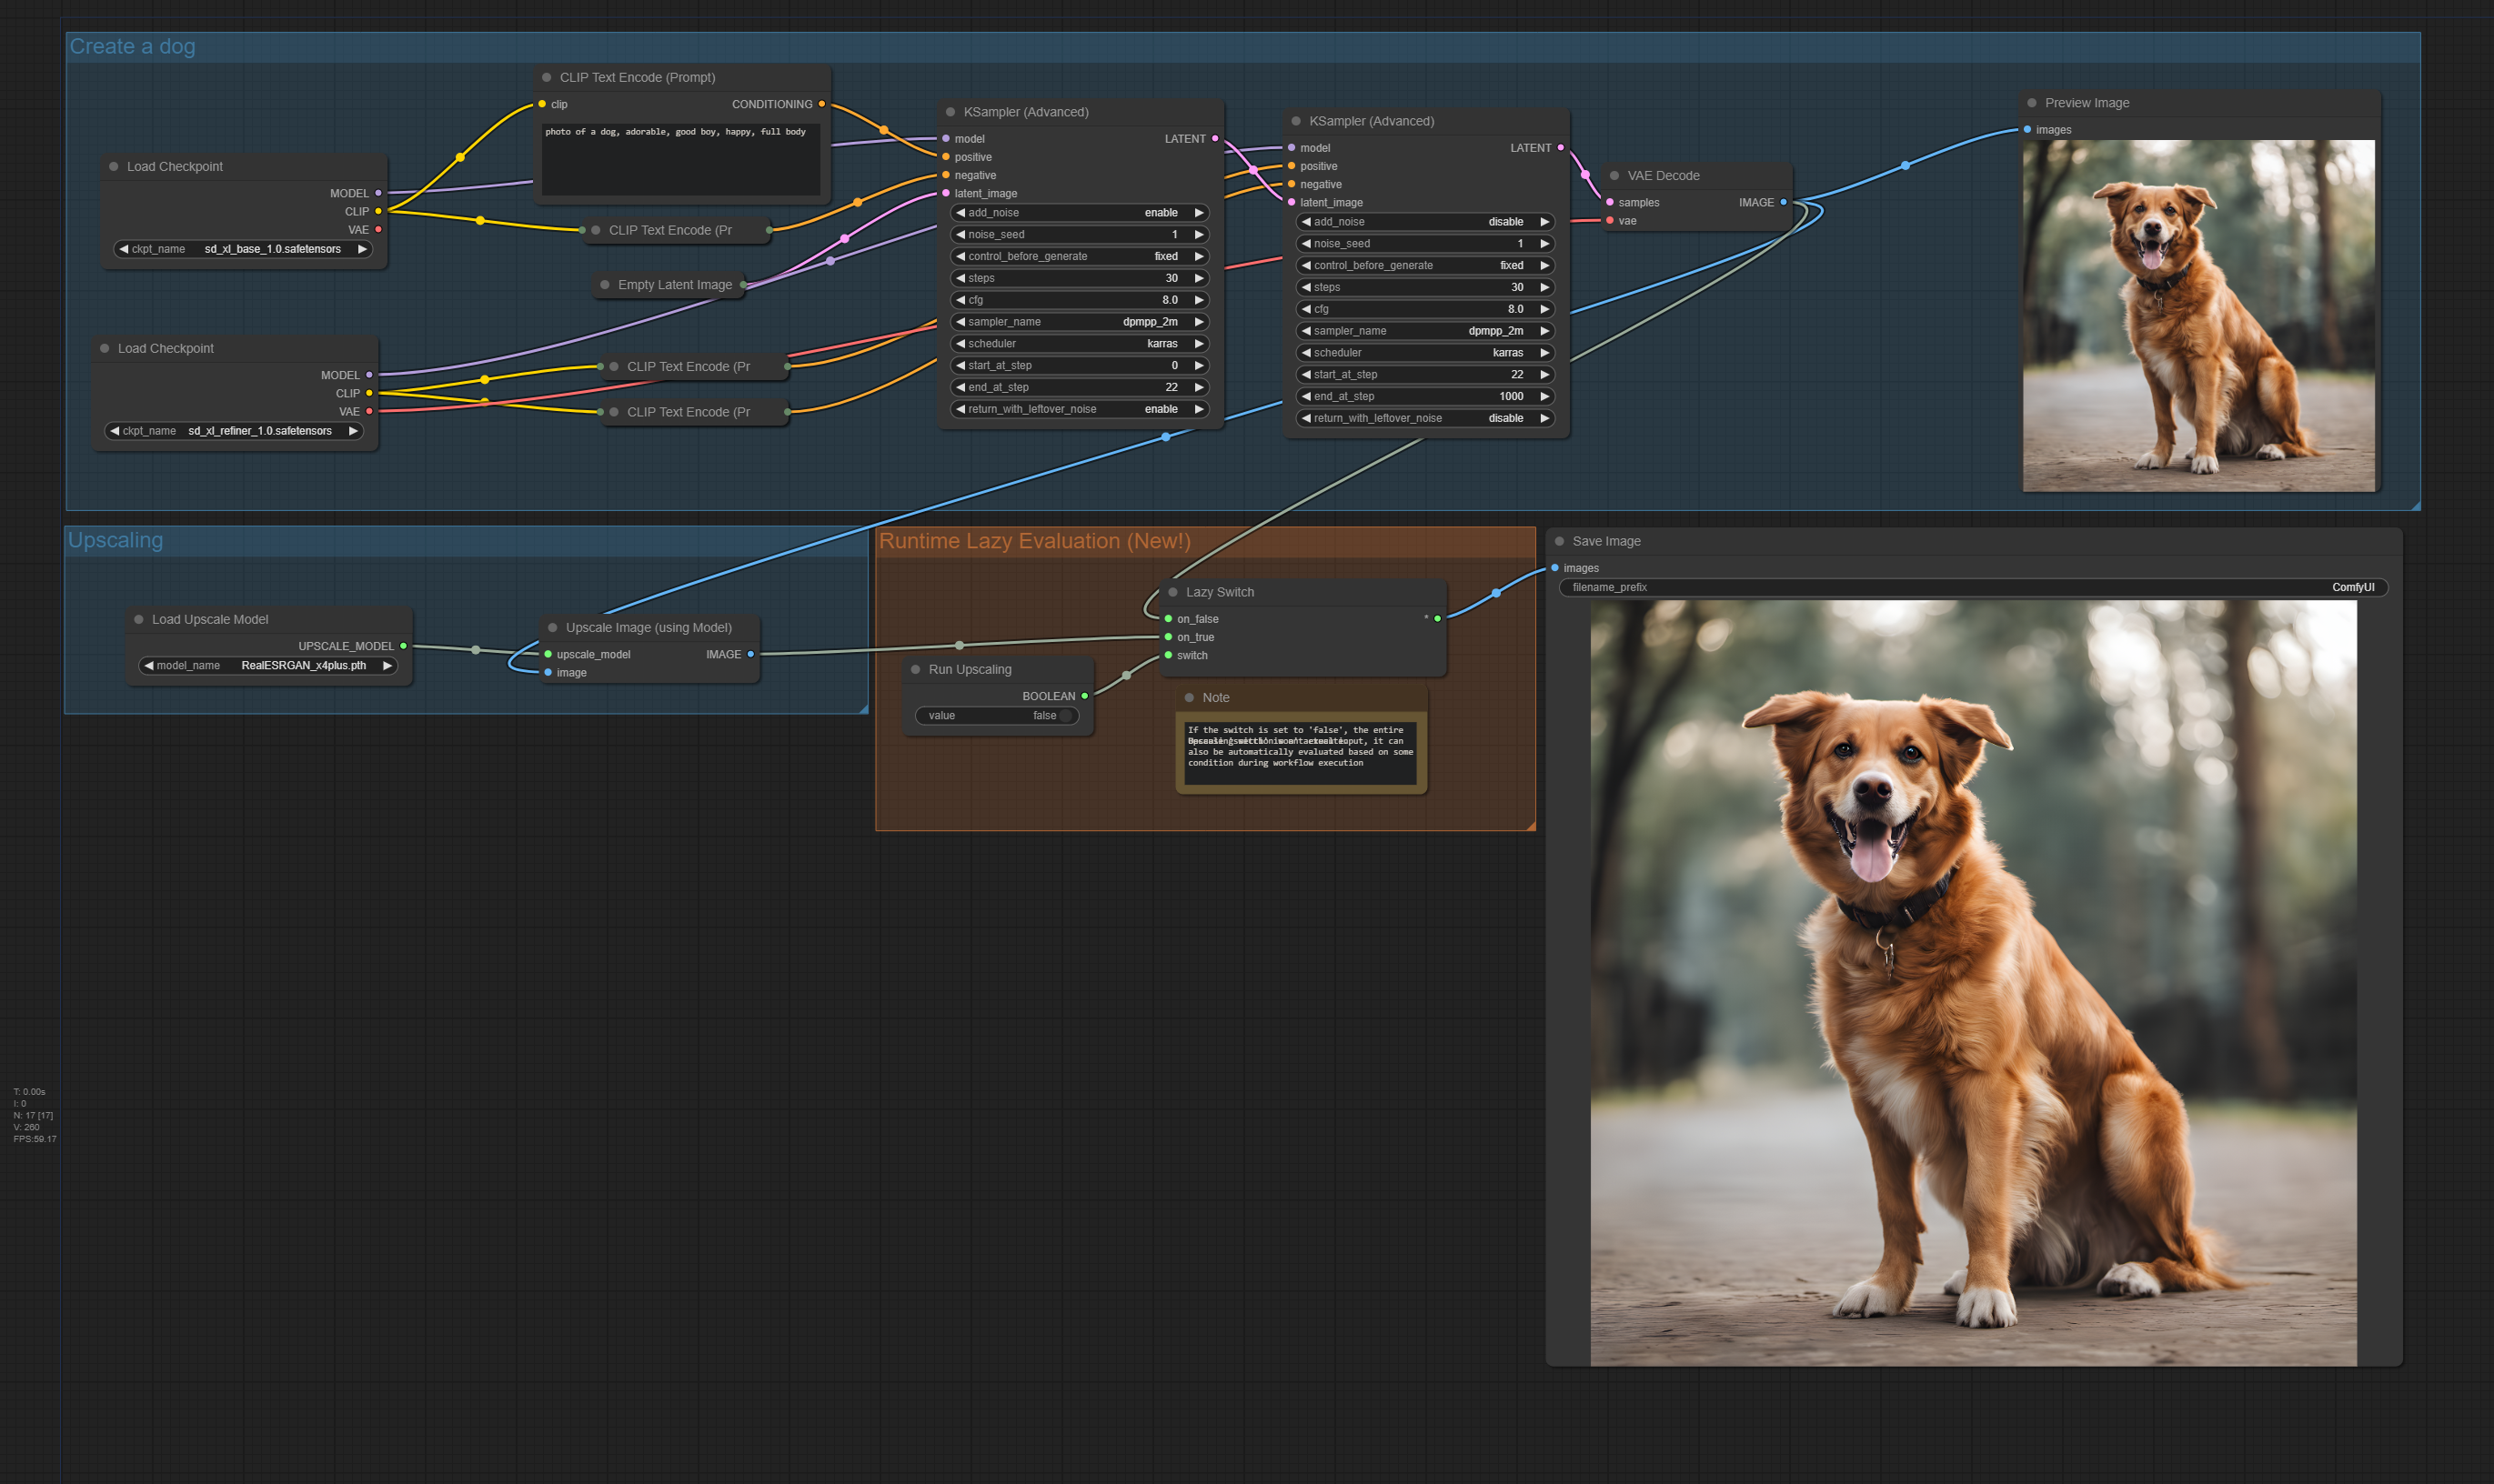 Create a dog
CLIP Text Encode (Prompt)
clip
CONDITIONING
photo of a dog, adorable, good boy, happy, full body
Load Checkpoint
MODEL
CLIP
VAE
ckpt_name sd_xl_base_1.0.safetensors
CLIP Text Encode (Pr
Empty Latent Image
Load Checkpoint
MODEL
CLIP
VAE
ckpt_name sd_xl_refiner_1.0.safetensors
CLIP Text Encode (Pr
CLIP Text Encode (Pr
KSampler (Advanced)
model LATENT
positive
negative
latent_image
add_noise enable
noise_seed 1
control_before_generate fixed
steps 30
cfg 8.0
sampler_name dpmpp_2m
scheduler karras
start_at_step 0
end_at_step 22
return_with_leftover_noise enable
KSampler (Advanced)
model LATENT
positive
negative
latent_image
add_noise disable
noise_seed 1
control_before_generate fixed
steps 30
cfg 8.0
sampler_name dpmpp_2m
scheduler karras
start_at_step 22
end_at_step 1000
return_with_leftover_noise disable
VAE Decode
samples IMAGE
vae
Preview Image
images
Upscaling
Load Upscale Model
UPSCALE_MODEL
model_name RealESRGAN_x4plus.pth
Upscale Image (using Model)
upscale_model IMAGE
image
Runtime Lazy Evaluation (New!)
Lazy Switch
on_false *
on_true
switch
Run Upscaling
BOOLEAN
value false
Note
If the switch is set to 'false', the entire
input, it can
also be automatically evaluated based on some
condition during workflow execution
Save Image
images
filename_prefix ComfyUI
T: 0.00s
I: 0
N: 17 [17]
V: 260
FPS:59.17